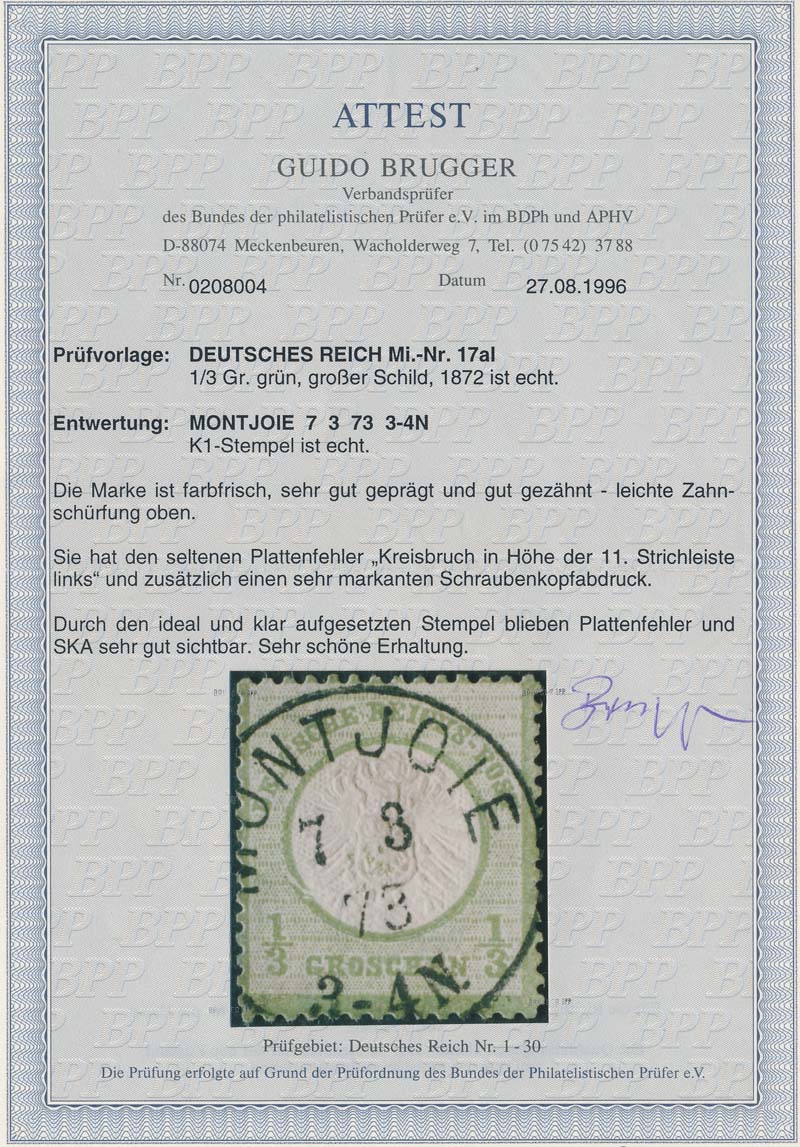 ATTEST
GUIDO BRUGGER
Verbandsprüfer
des Bundes der philatelistischen Prüfer e.V. im BDPh und APHV
D-88074 Meckenbeuren, Wacholderweg 7, Tel. (0 75 42) 37 88
Nr. 0208004 Datum 27.08.1996
Prüfvorlage: DEUTSCHES REICH Mi.-Nr. 17aI
1/3 Gr. grün, großer Schild, 1872 ist echt.
Entwertung: MONTJOIE 7 3 73 3-4N
K1-Stempel ist echt.
Die Marke ist farbfrisch, sehr gut geprägt und gut gezähnt - leichte Zahn-
schürfung oben.
Sie hat den seltenen Plattenfehler „Kreisbruch in Höhe der 11. Strichleiste
links“ und zusätzlich einen sehr markanten Schraubenkopfabdruck.
Durch den ideal und klar aufgesetzten Stempel blieben Plattenfehler und
SKA sehr gut sichtbar. Sehr schöne Erhaltung.
MONTJOIE
7 3
73
1/3 GROSCHEN 1/3
3-4N.
Prüfgebiet: Deutsches Reich Nr. 1 - 30
Die Prüfung erfolgte auf Grund der Prüfordnung des Bundes der Philatelistischen Prüfer e.V.